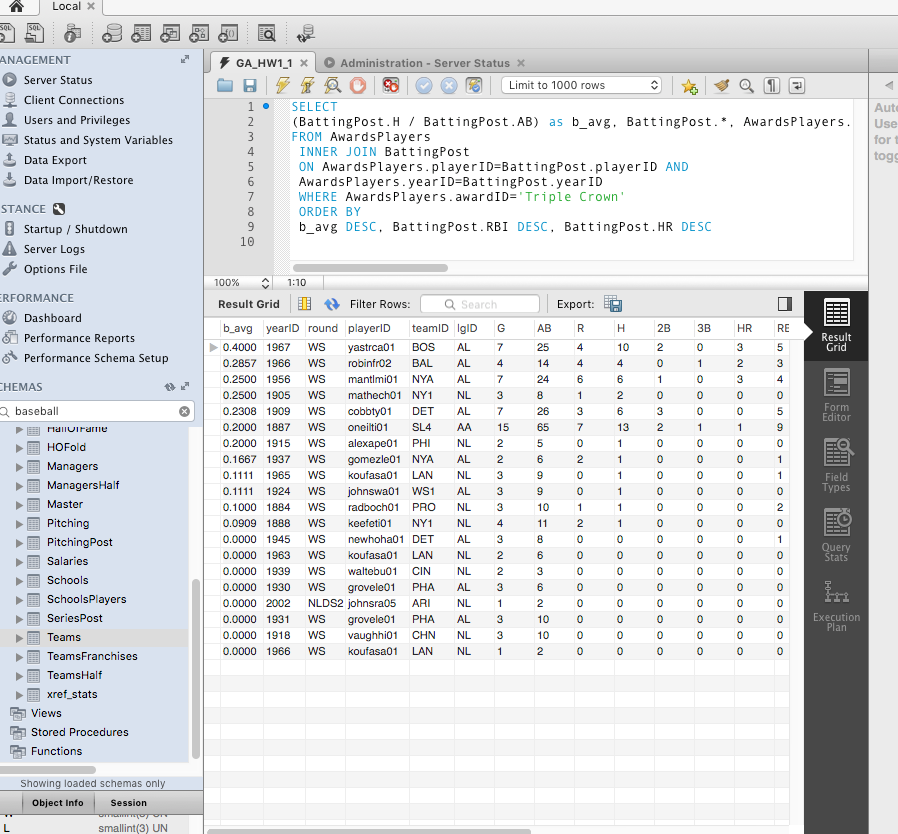 Local
SQL SQL
ANAGEMENT
Server Status
Client Connections
Users and Privileges
Status and System Variables
Data Export
Data Import/Restore
STANCE
Startup / Shutdown
Server Logs
Options File
ERFORMANCE
Dashboard
Performance Reports
Performance Schema Setup
CHEMAS
baseball
HallOfFame
HOFold
Managers
ManagersHalf
Master
Pitching
PitchingPost
Salaries
Schools
SchoolsPlayers
SeriesPost
Teams
TeamsFranchises
TeamsHalf
xref_stats
Views
Stored Procedures
Functions
Showing loaded schemas only
Object Info Session
smallint(3) UN
L smallint(3) UN
GA_HW1_1 Administration - Server Status
Limit to 1000 rows
1 SELECT
2 (BattingPost.H / BattingPost.AB) as b_avg, BattingPost.*, AwardsPlayers.
3 FROM AwardsPlayers
4 INNER JOIN BattingPost
5 ON AwardsPlayers.playerID=BattingPost.playerID AND
6 AwardsPlayers.yearID=BattingPost.yearID
7 WHERE AwardsPlayers.awardID='Triple Crown'
8 ORDER BY
9 b_avg DESC, BattingPost.RBI DESC, BattingPost.HR DESC
10
100% 1:10
Result Grid Filter Rows: Search Export:
b_avg yearID round playerID teamID lgID G AB R H 2B 3B HR RB
0.4000 1967 WS yastrca01 BOS AL 7 25 4 10 2 0 3 5
0.2857 1966 WS robinfr02 BAL AL 4 14 4 4 0 1 2 3
0.2500 1956 WS mantlmi01 NYA AL 7 24 6 6 1 0 3 4
0.2500 1905 WS mathech01 NY1 NL 3 8 1 2 0 0 0 0
0.2308 1909 WS cobbty01 DET AL 7 26 3 6 3 0 0 5
0.2000 1887 WS oneilti01 SL4 AA 15 65 7 13 2 1 1 9
0.2000 1915 WS alexape01 PHI NL 2 5 0 1 0 0 0 0
0.1667 1937 WS gomezle01 NYA AL 2 6 2 1 0 0 0 1
0.1111 1965 WS koufasa01 LAN NL 3 9 0 1 0 0 0 1
0.1111 1924 WS johnswa01 WS1 AL 3 9 0 1 0 0 0 0
0.1000 1884 WS radboch01 PRO NL 3 10 1 1 0 0 0 2
0.0909 1888 WS keefeti01 NY1 NL 4 11 2 1 0 0 0 0
0.0000 1945 WS newhoha01 DET AL 3 8 0 0 0 0 0 1
0.0000 1963 WS koufasa01 LAN NL 2 6 0 0 0 0 0 0
0.0000 1939 WS waltebu01 CIN NL 2 3 0 0 0 0 0 0
0.0000 1930 WS grovele01 PHA AL 3 6 0 0 0 0 0 0
0.0000 2002 NLDS2 johnsra05 ARI NL 1 2 0 0 0 0 0 0
0.0000 1931 WS grovele01 PHA AL 3 10 0 0 0 0 0 0
0.0000 1918 WS vaughhi01 CHN NL 3 10 0 0 0 0 0 0
0.0000 1966 WS koufasa01 LAN NL 1 2 0 0 0 0 0 0
Result
Grid
Form
Editor
Field
Types
Query
Stats
Execution
Plan
Auto
Use
for t
togg